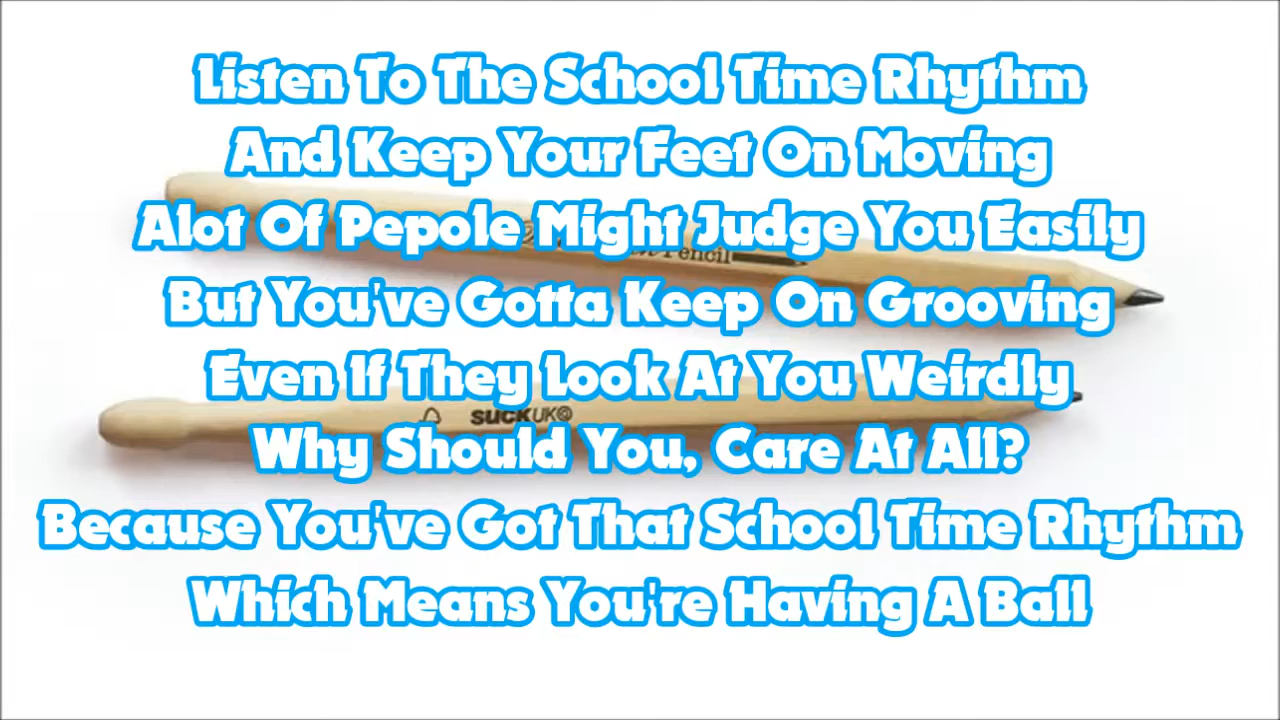 Listen To The School Time Rhythm
And Keep Your Feet On Moving
Alot Of Pepole Might Judge You Easily
Pencil
But You've Gotta Keep On Grooving
Even If They Look At You Weirdly
SUCKUK©
Why Should You, Care At All?
Because You've Got That School Time Rhythm
Which Means You're Having A Ball